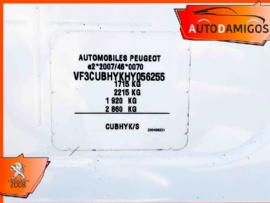 AUTODAMIGOS
AUTOMOBILES PEUGEOT
e2*2007/46*0070
VF3CUBHYKHY056255
1715 KG
2215 KG
1 920 KG
2 860 KG
CUBHYK/S
2008